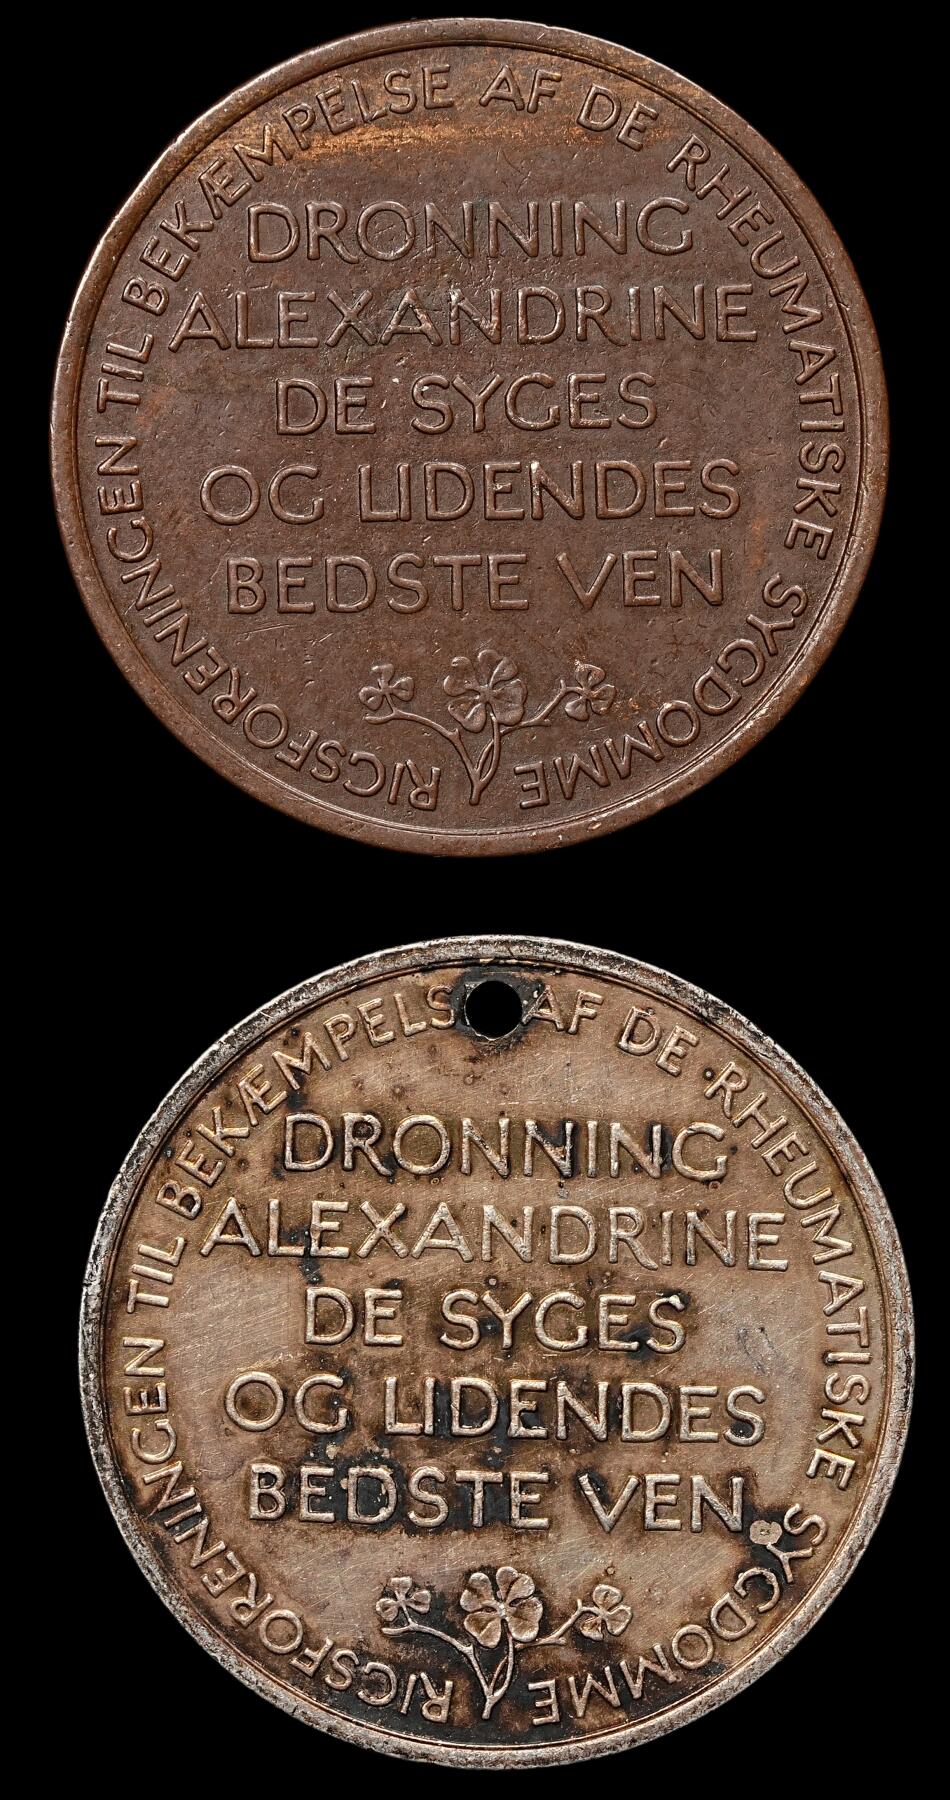 RIGSFORENINGEN TIL BEKÆMPELSE AF DE RHEUMATISKE SYGDOMME
DRONNING
ALEXANDRINE
DE SYGES
OG LIDENDES
BEDSTE VEN
RIGSFORENINGEN TIL BEKÆMPELS AF DE RHEUMATISKE SYGDOMME
DRONNING
ALEXANDRINE
DE SYGES
OG LIDENDES
BEDSTE VEN